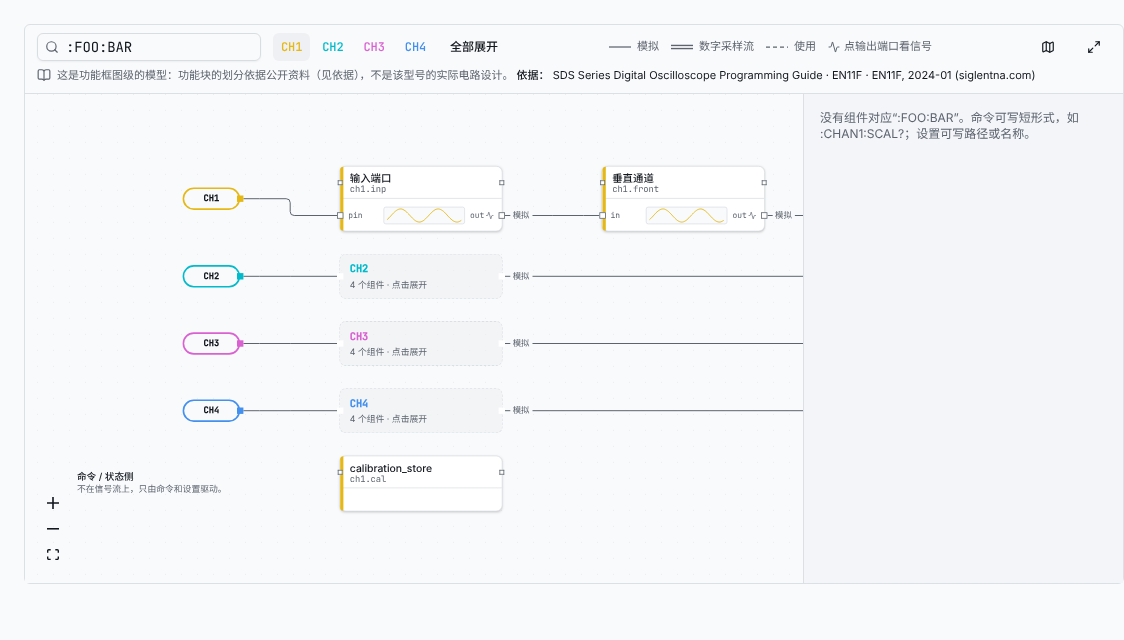 :FOO:BAR CH1 CH2 CH3 CH4 全部展开 模拟 数字采样流 使用 点输出端口看信号
这是功能框图级的模型：功能块的划分依据公开资料（见依据），不是该型号的实际电路设计。 依据： SDS Series Digital Oscilloscope Programming Guide · EN11F · EN11F, 2024-01 (siglentna.com)
没有组件对应“:FOO:BAR”。命令可写短形式，如
:CHAN1:SCAL?；设置可写路径或名称。
输入端口
ch1.inp
垂直通道
ch1.front
CH1
pin out 模拟
in out 模拟
CH2
CH2
4 个组件 · 点击展开
模拟
CH3
CH3
4 个组件 · 点击展开
模拟
CH4
CH4
4 个组件 · 点击展开
模拟
calibration_store
ch1.cal
命令 / 状态侧
不在信号流上，只由命令和设置驱动。